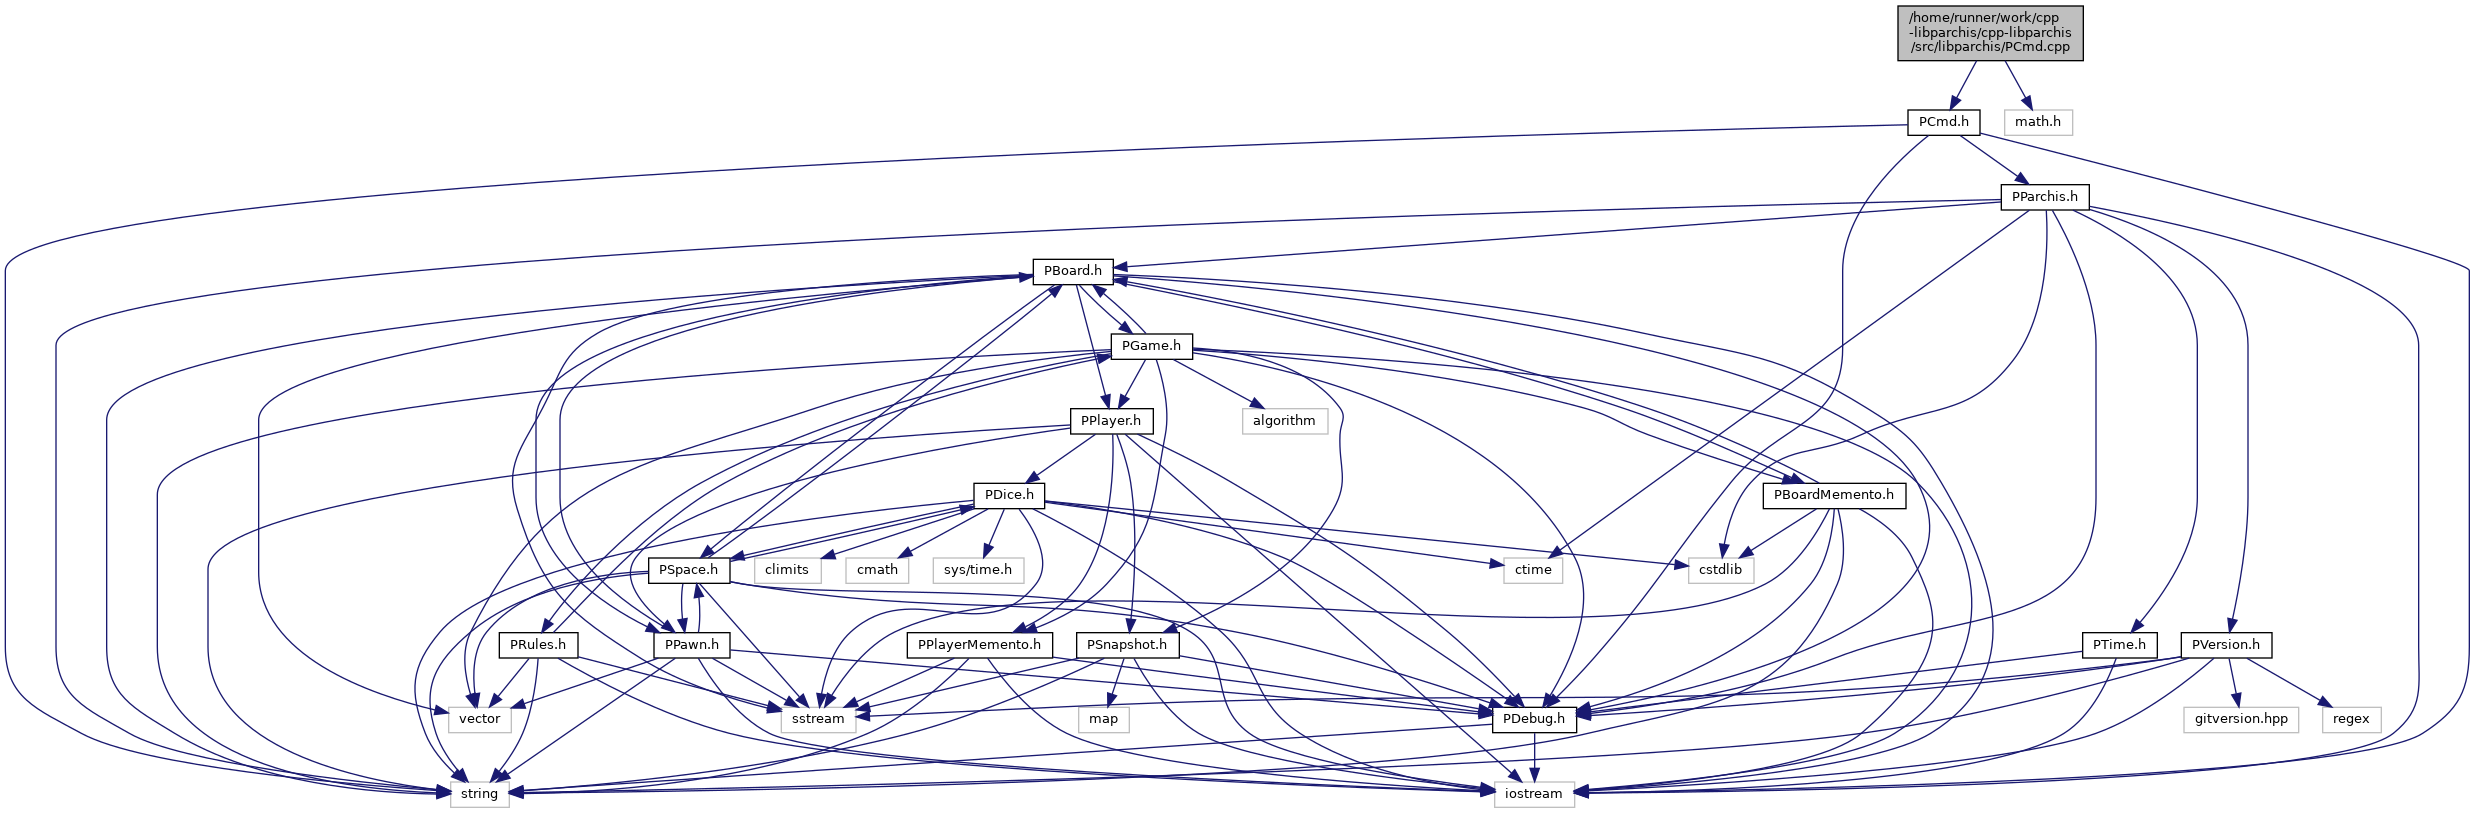 /home/runner/work/cpp
-libparchis/cpp-libparchis
/src/libparchis/PCmd.cpp
PCmd.h
math.h
PParchis.h
PBoard.h
PGame.h
PPlayer.h
algorithm
PDice.h
PBoardMemento.h
PSpace.h
climits
cmath
sys/time.h
ctime
cstdlib
PRules.h
PPawn.h
PPlayerMemento.h
PSnapshot.h
PTime.h
PVersion.h
vector
sstream
map
PDebug.h
gitversion.hpp
regex
string
iostream